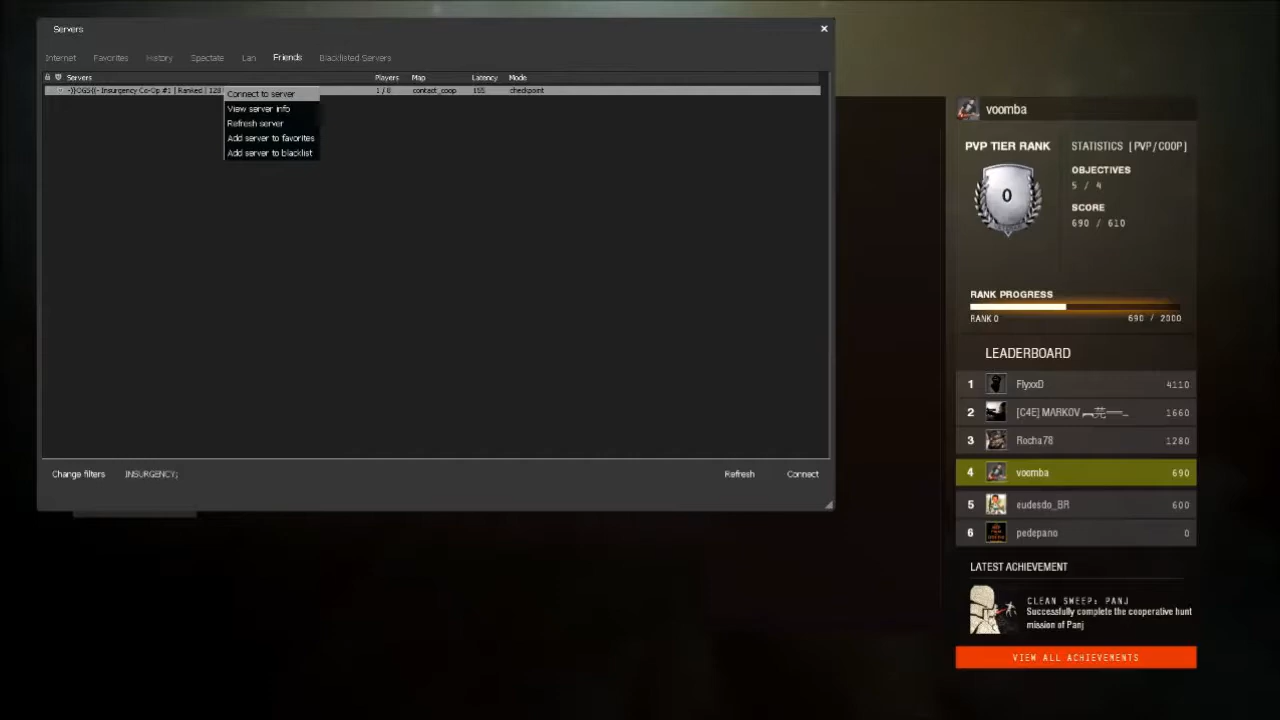 Servers
Internet Favorites History Spectate Lan Friends Blacklisted Servers
Servers Players Map Latency Mode
-}}OGS{{- Insurgency Co-Op #1 [ Ranked ] 128 1 / 8 contact_coop 155 checkpoint
Connect to server
View server info
Refresh server
Add server to favorites
Add server to blacklist
Change filters INSURGENCY; Refresh Connect
voomba
PVP TIER RANK
0
STATISTICS [ PVP / COOP ]
OBJECTIVES
5 / 4
SCORE
690 / 610
RANK PROGRESS
RANK 0 690 / 2000
LEADERBOARD
1 FlyxxD 4110
2 [C4E] MARKOV 1660
3 Rocha78 1280
4 voomba 690
5 eudesdo_BR 600
6 pedepano 0
LATEST ACHIEVEMENT
CLEAN SWEEP: PANJ
Successfully complete the cooperative hunt
mission of Panj
VIEW ALL ACHIEVEMENTS